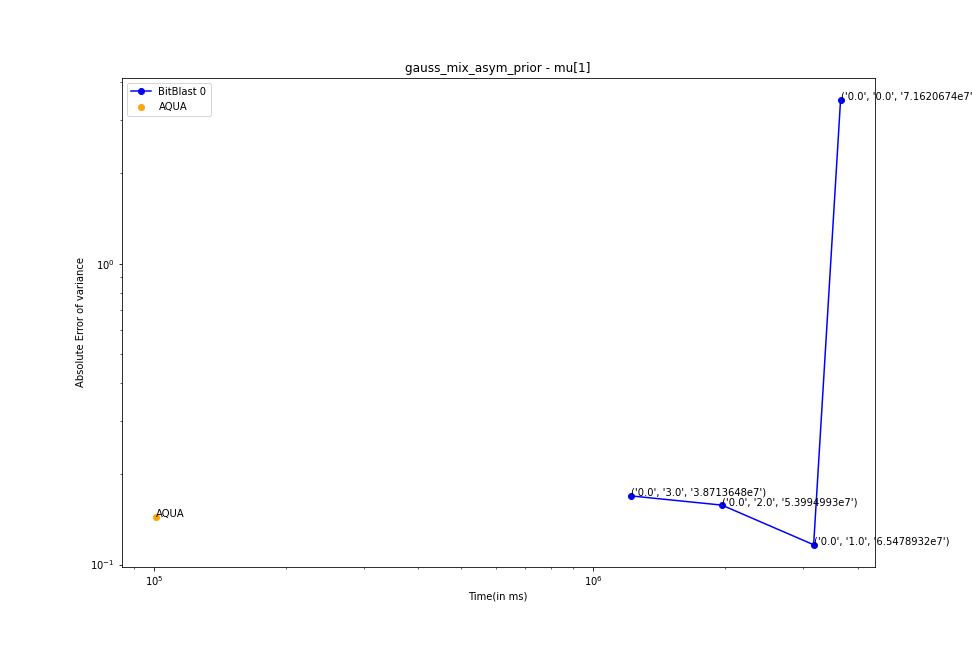 gauss_mix_asym_prior - mu[1]
BitBlast 0
AQUA
('0.0', '0.0', '7.1620674e7'
10⁰
Absolute Error of variance
('0.0', '3.0', '3.8713648e7')
('0.0', '2.0', '5.3994993e7')
AQUA
('0.0', '1.0', '6.5478932e7')
10⁻¹
10⁵
10⁶
Time(in ms)